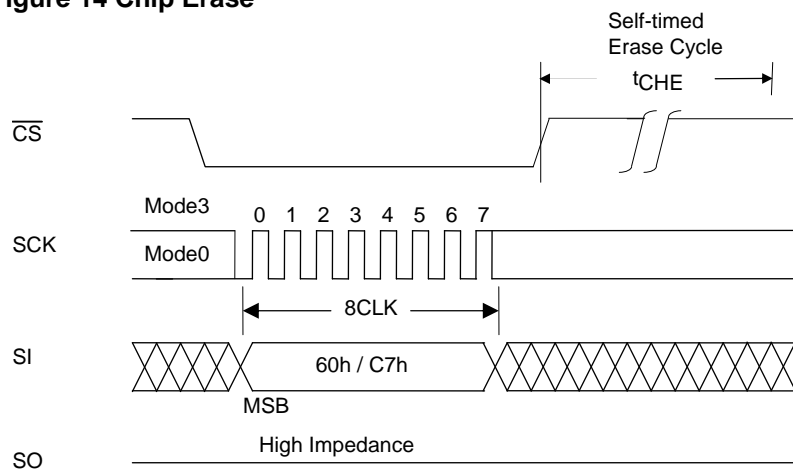 Figure 14 Chip Erase
Self-timed
Erase Cycle
tCHE
CS
Mode3
0 1 2 3 4 5 6 7
SCK
Mode0
8CLK
SI
60h / C7h
MSB
High Impedance
SO